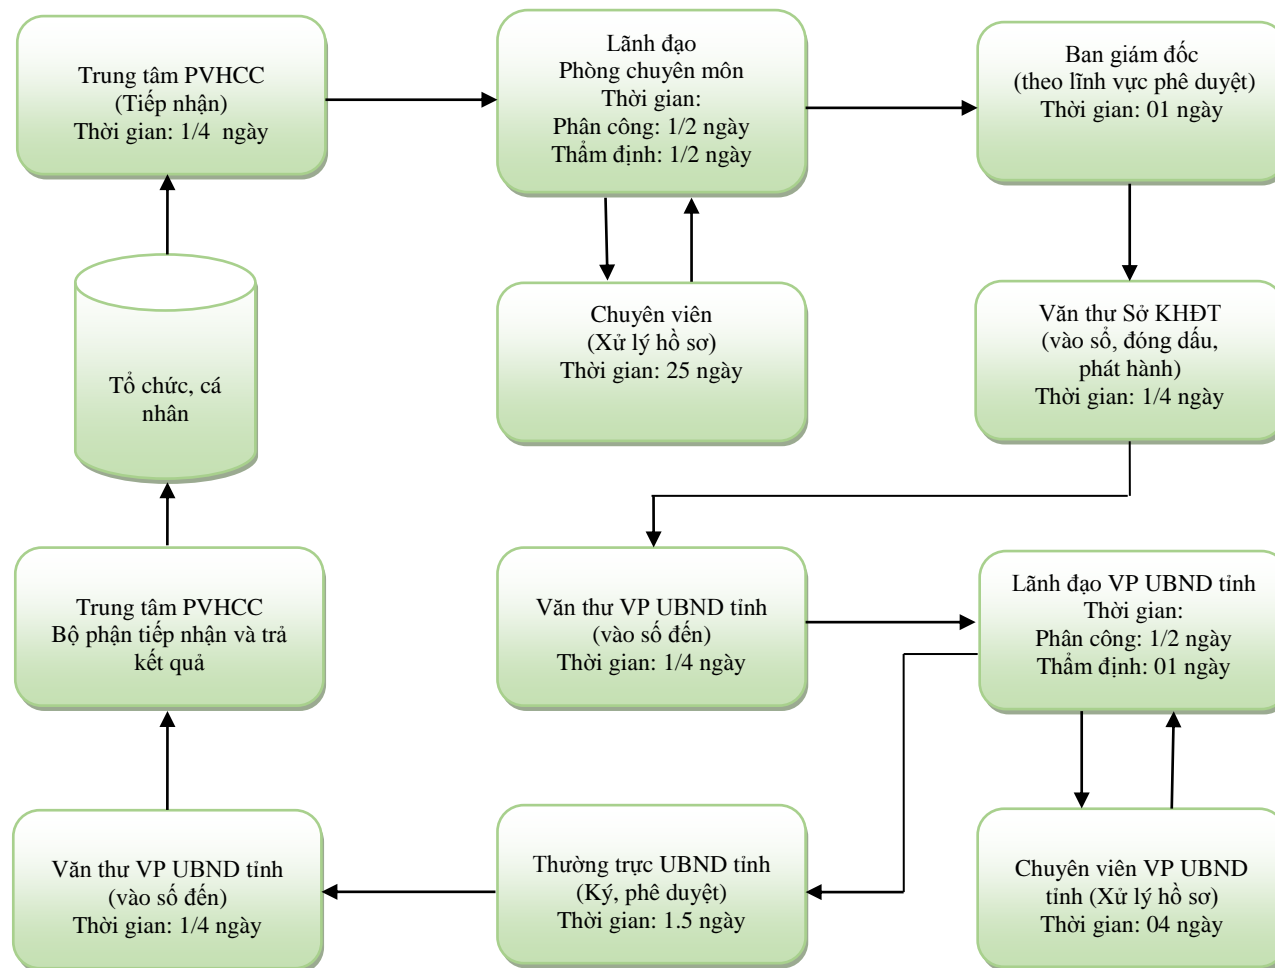 Trung tâm PVHCC
(Tiếp nhận)
Thời gian: 1/4 ngày
Lãnh đạo
Phòng chuyên môn
Thời gian:
Phân công: 1/2 ngày
Thẩm định: 1/2 ngày
Ban giám đốc
(theo lĩnh vực phê duyệt)
Thời gian: 01 ngày
Tổ chức, cá
nhân
Chuyên viên
(Xử lý hồ sơ)
Thời gian: 25 ngày
Văn thư Sở KHĐT
(vào sổ, đóng dấu,
phát hành)
Thời gian: 1/4 ngày
Trung tâm PVHCC
Bộ phận tiếp nhận và trả
kết quả
Văn thư VP UBND tỉnh
(vào số đến)
Thời gian: 1/4 ngày
Lãnh đạo VP UBND tỉnh
Thời gian:
Phân công: 1/2 ngày
Thẩm định: 01 ngày
Văn thư VP UBND tỉnh
(vào số đến)
Thời gian: 1/4 ngày
Thường trực UBND tỉnh
(Ký, phê duyệt)
Thời gian: 1.5 ngày
Chuyên viên VP UBND
tỉnh (Xử lý hồ sơ)
Thời gian: 04 ngày